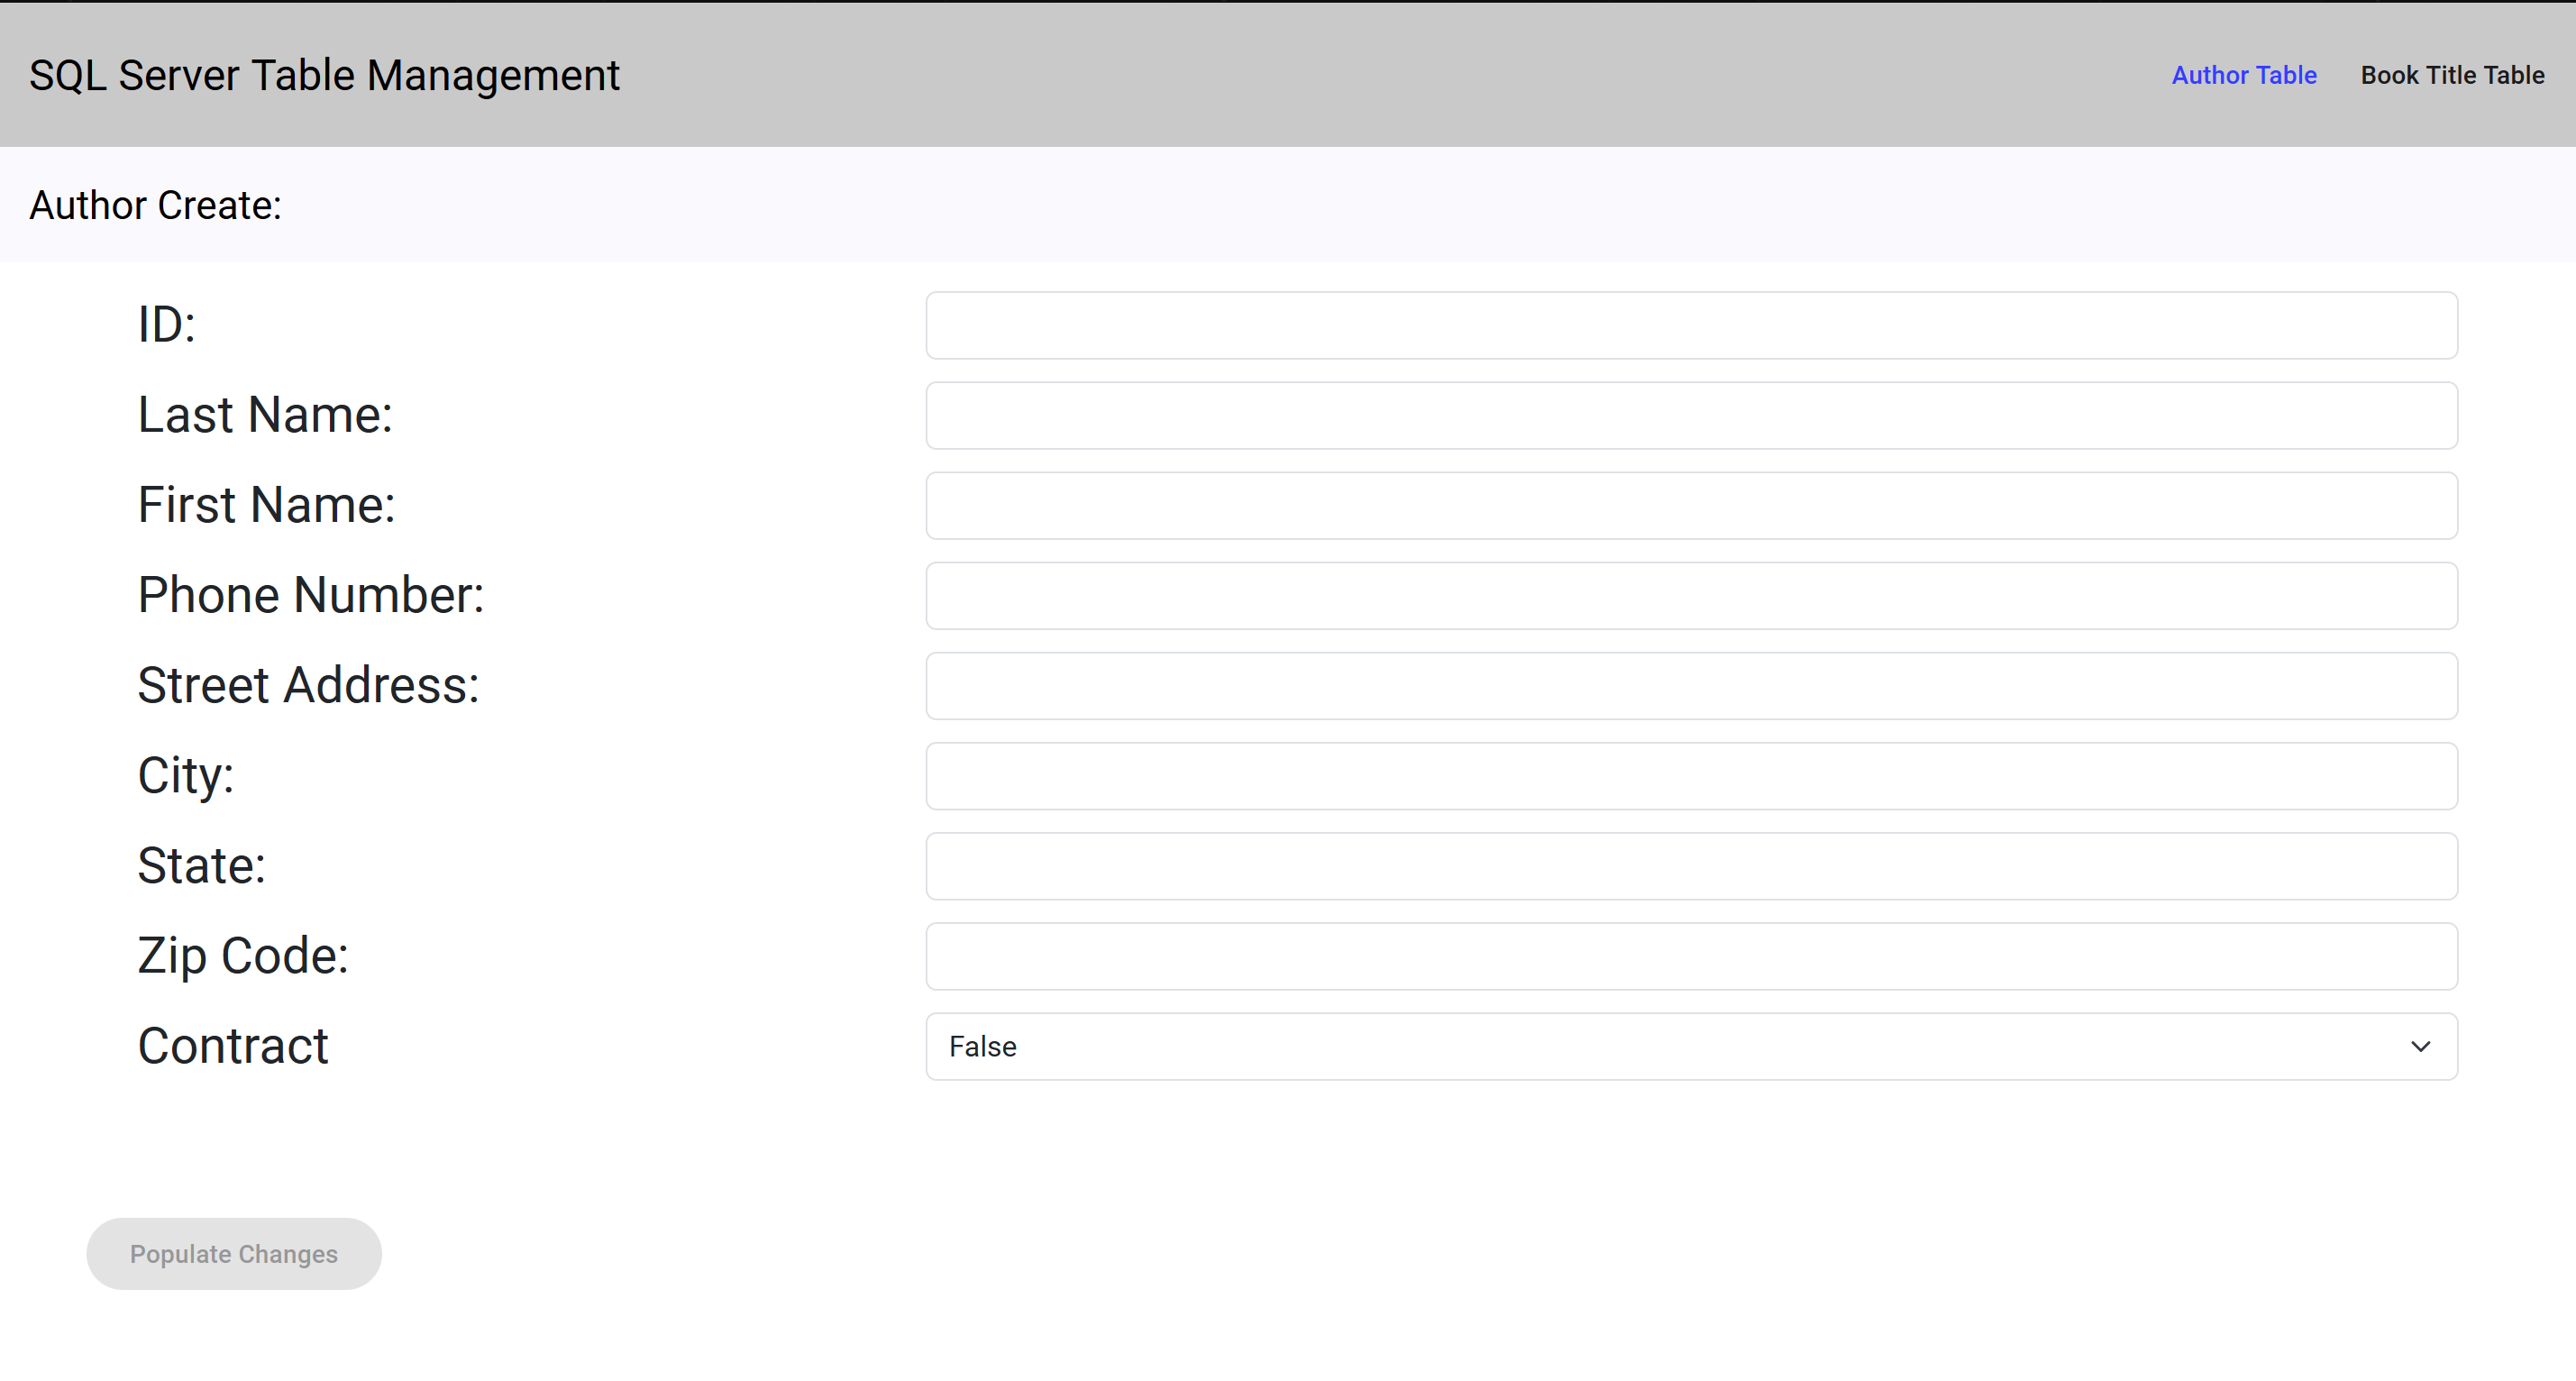 SQL Server Table Management
Author Table
Book Title Table
Author Create:
ID:
Last Name:
First Name:
Phone Number:
Street Address:
City:
State:
Zip Code:
Contract
False
Populate Changes